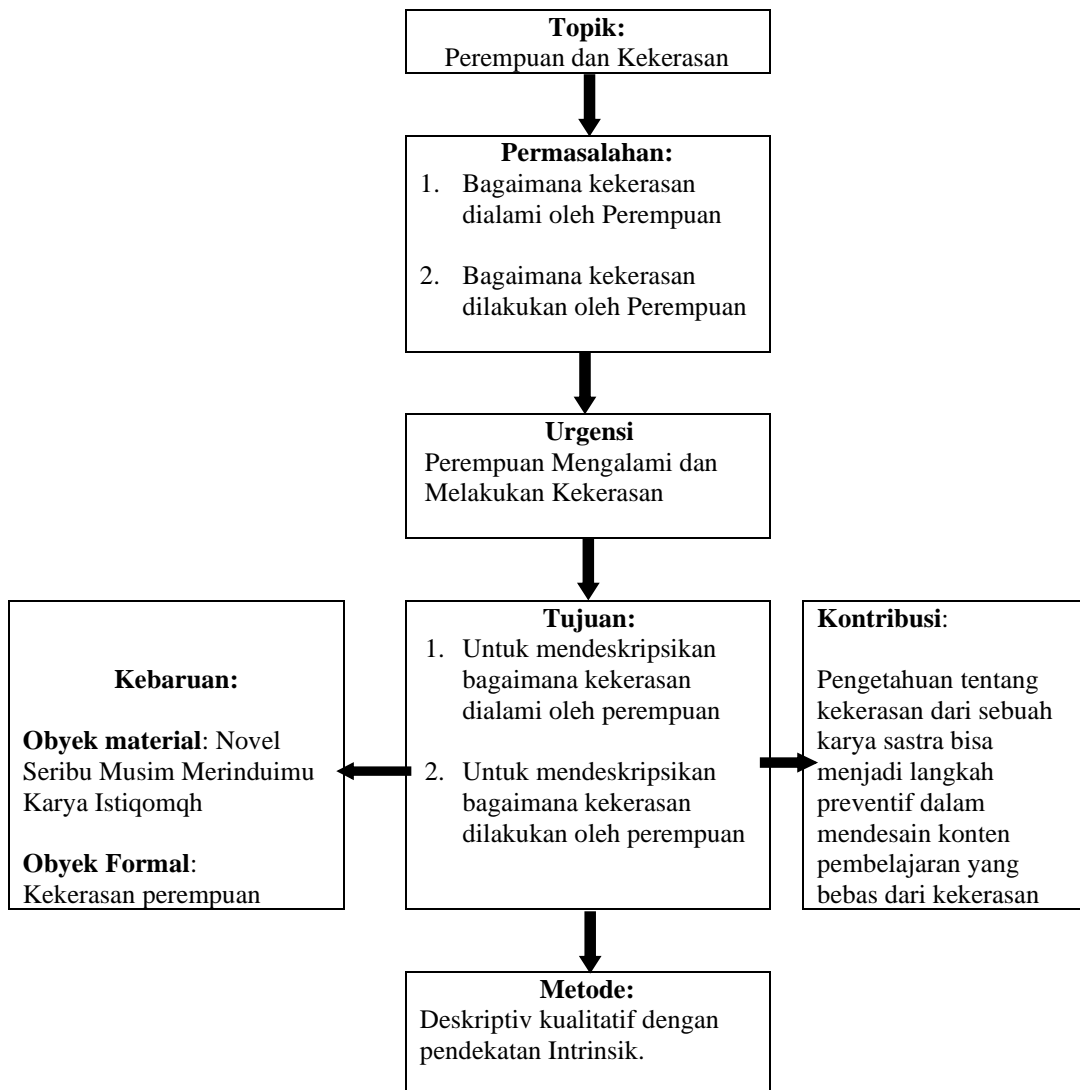 Topik:
Perempuan dan Kekerasan
Permasalahan:
1. Bagaimana kekerasan
dialami oleh Perempuan
2. Bagaimana kekerasan
dilakukan oleh Perempuan
Urgensi
Perempuan Mengalami dan
Melakukan Kekerasan
Kebaruan:
Obyek material: Novel
Seribu Musim Merinduimu
Karya Istiqomqh
Obyek Formal:
Kekerasan perempuan
Tujuan:
1. Untuk mendeskripsikan
bagaimana kekerasan
dialami oleh perempuan
2. Untuk mendeskripsikan
bagaimana kekerasan
dilakukan oleh perempuan
Kontribusi:
Pengetahuan tentang
kekerasan dari sebuah
karya sastra bisa
menjadi langkah
preventif dalam
mendesain konten
pembelajaran yang
bebas dari kekerasan
Metode:
Deskriptiv kualitatif dengan
pendekatan Intrinsik.